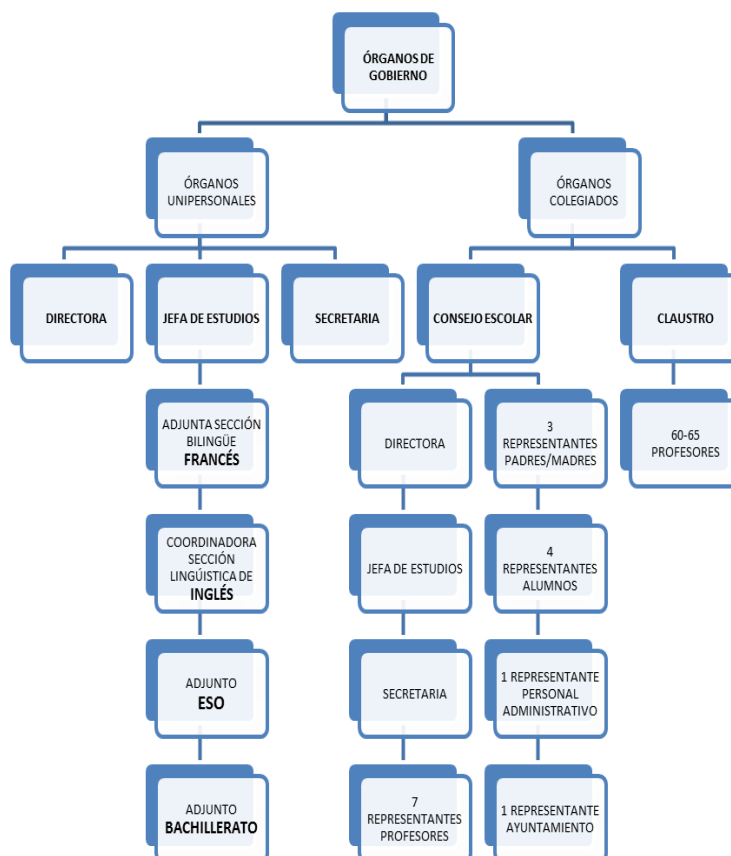 ÓRGANOS DE
GOBIERNO
ÓRGANOS
UNIPERSONALES
ÓRGANOS
COLEGIADOS
DIRECTORA
JEFA DE ESTUDIOS
SECRETARIA
CONSEJO ESCOLAR
CLAUSTRO
ADJUNTA SECCIÓN
BILINGÜE
FRANCÉS
DIRECTORA
3
REPRESENTANTES
PADRES/MADRES
60-65
PROFESORES
COORDINADORA
SECCIÓN
LINGÚISTICA DE
INGLÉS
JEFA DE ESTUDIOS
4
REPRESENTANTES
ALUMNOS
ADJUNTO
ESO
SECRETARIA
1 REPRESENTANTE
PERSONAL
ADMINISTRATIVO
ADJUNTO
BACHILLERATO
7
REPRESENTANTES
PROFESORES
1 REPRESENTANTE
AYUNTAMIENTO